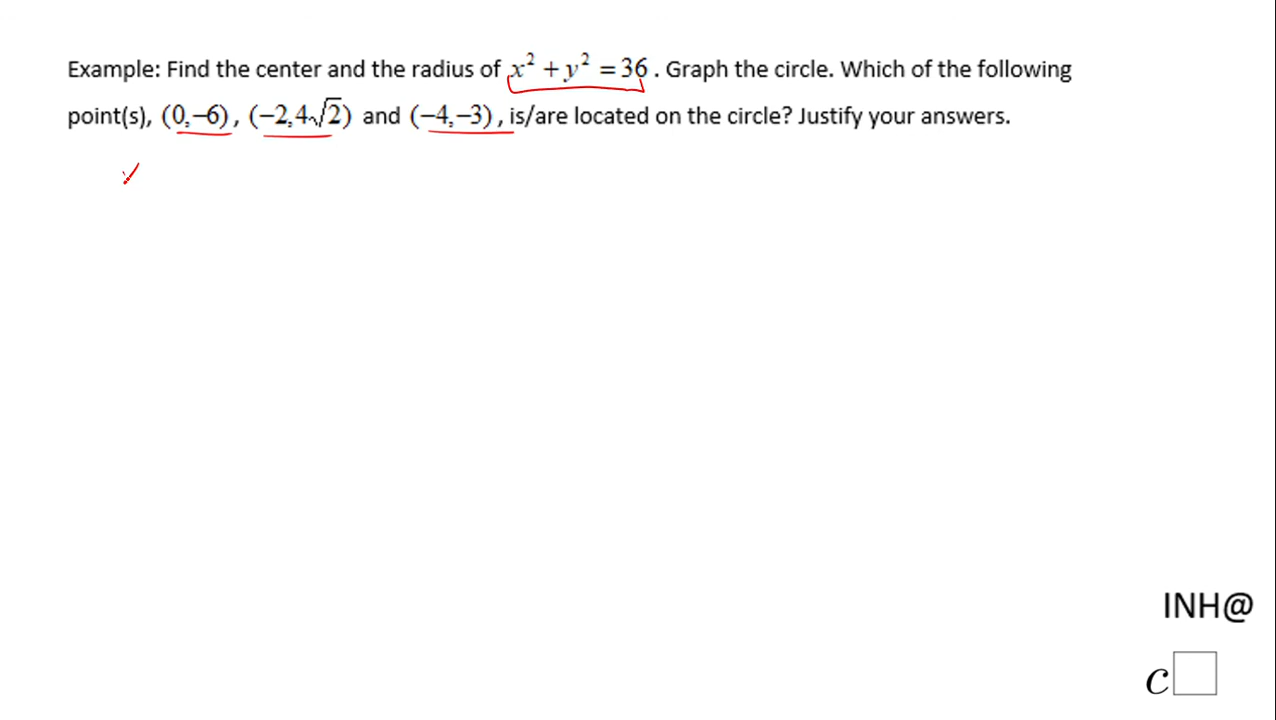 Example: Find the center and the radius of x² + y² = 36. Graph the circle. Which of the following
point(s), (0,−6), (−2,4√2) and (−4,−3), is/are located on the circle? Justify your answers.
INH@
c